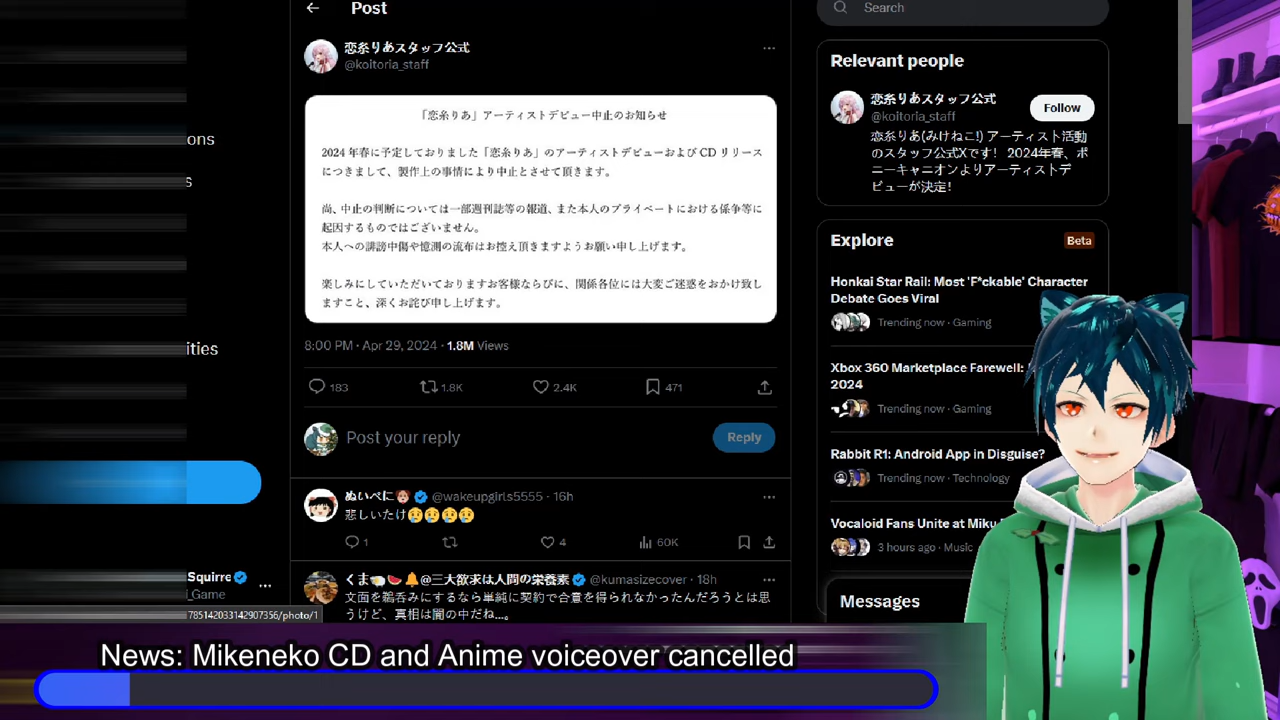 Post
Search
恋糸りあスタッフ公式
@koitoria_staff
「恋糸りあ」アーティストデビュー中止のお知らせ
2024年春に予定しておりました「恋糸りあ」のアーティストデビューおよびCDリリース
につきまして、製作上の事情により中止とさせて頂きます。
尚、中止の判断については一部週刊誌等の報道、また本人のプライベートにおける係争等に
起因するものではございません。
本人への誹謗中傷や憶測の流布はお控え頂きますようお願い申し上げます。
楽しみにしていただいておりますお客様ならびに、関係各位には大変ご迷惑をおかけ致し
ますこと、深くお詫び申し上げます。
8:00 PM · Apr 29, 2024 · 1.8M Views
183 1.8K 2.4K 471
Post your reply
Reply
ぬいぺに @wakeupgirls5555 · 16h
悲しいたけ😢😢😢😢
1 4 60K
くま🐑🍉🔔@三大欲求は人間の栄養素 @kumasizecover · 18h
文面を鵜呑みにするなら単純に契約で合意を得られなかったんだろうとは思
うけど、真相は闇の中だね...。
Relevant people
恋糸りあスタッフ公式
@koitoria_staff
Follow
恋糸りあ(みけねこ!) アーティスト活動
のスタッフ公式Xです! 2024年春、ポ
ニーキャニオンよりアーティストデ
ビューが決定!
Explore
Beta
Honkai Star Rail: Most 'F*ckable' Character
Debate Goes Viral
Trending now · Gaming
Xbox 360 Marketplace Farewell:
2024
Trending now · Gaming
Rabbit R1: Android App in Disguise?
Trending now · Technology
Vocaloid Fans Unite at Miku
3 hours ago · Music
Messages
ons
s
ities
Squirre
_Game
785142033142907356/photo/1
News: Mikeneko CD and Anime voiceover cancelled